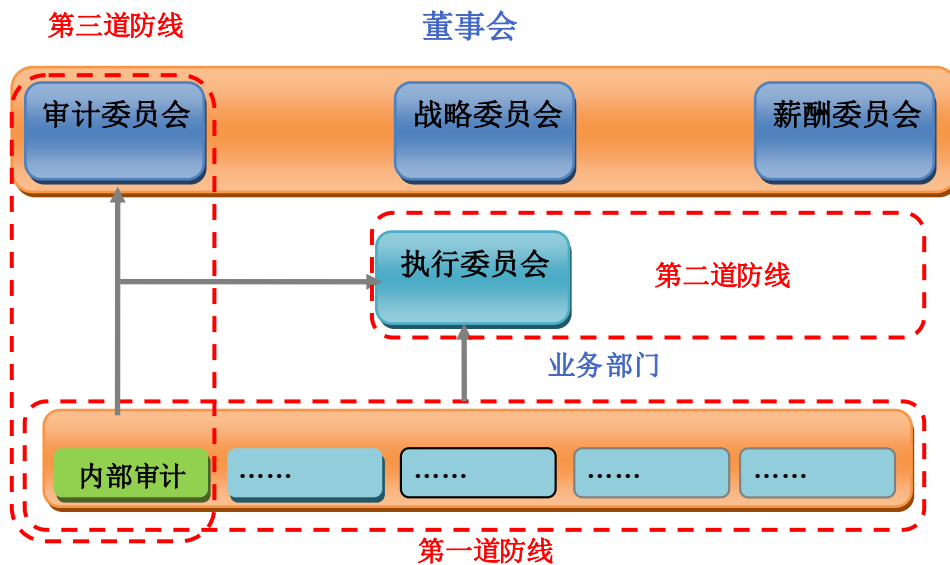 第三道防线
董事会
审计委员会
战略委员会
薪酬委员会
执行委员会
第二道防线
业务部门
内部审计
……
……
……
……
第一道防线